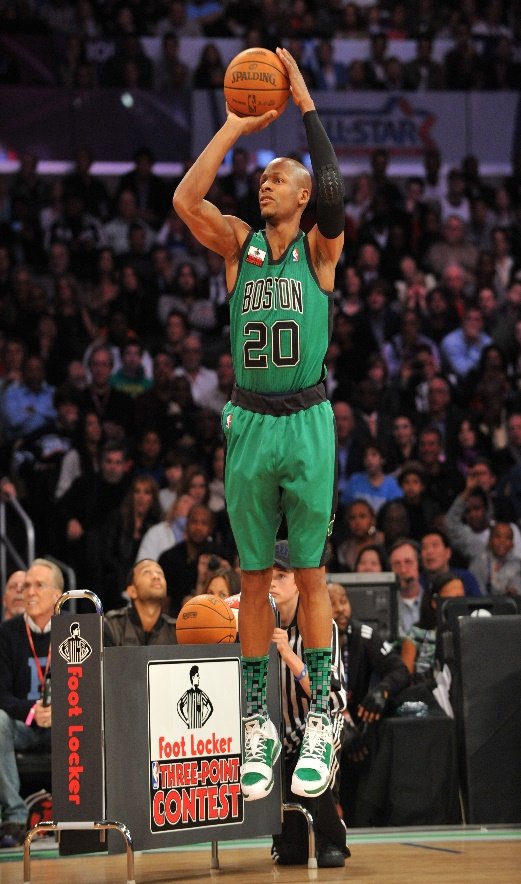 SPALDING
ALL-STAR
BOSTON
20
Foot Locker
Foot Locker
THREE-POINT
CONTEST